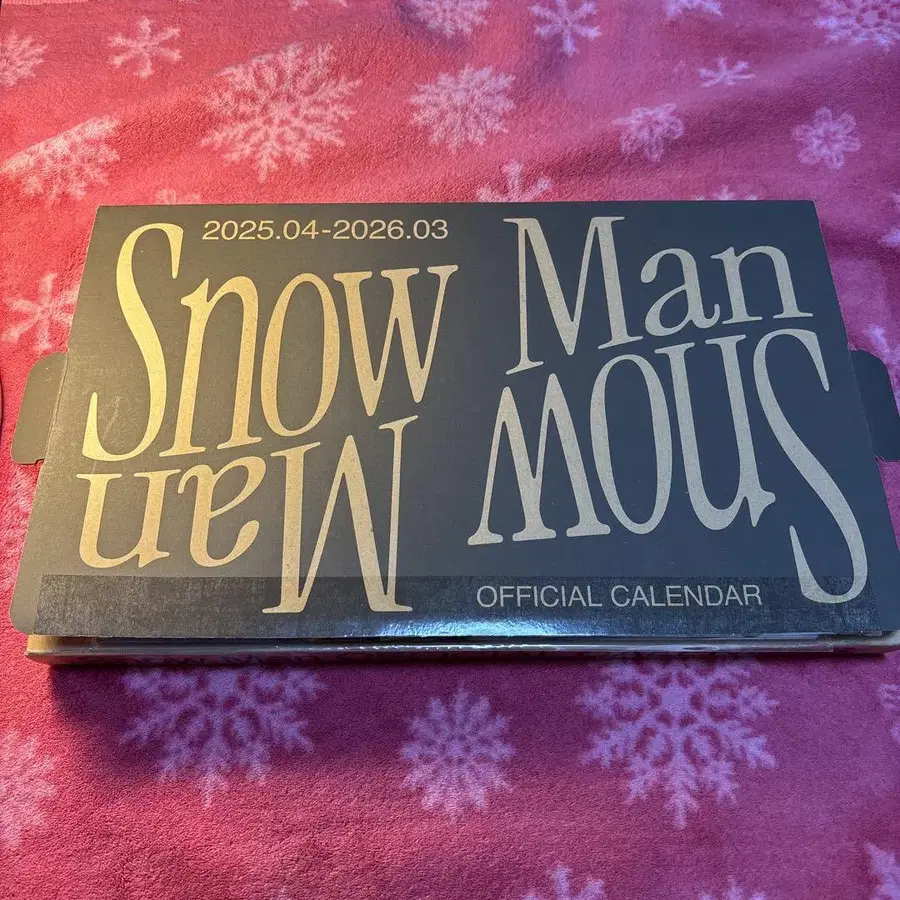 2025.04-2026.03
Snow Man
Snow Man
OFFICIAL CALENDAR